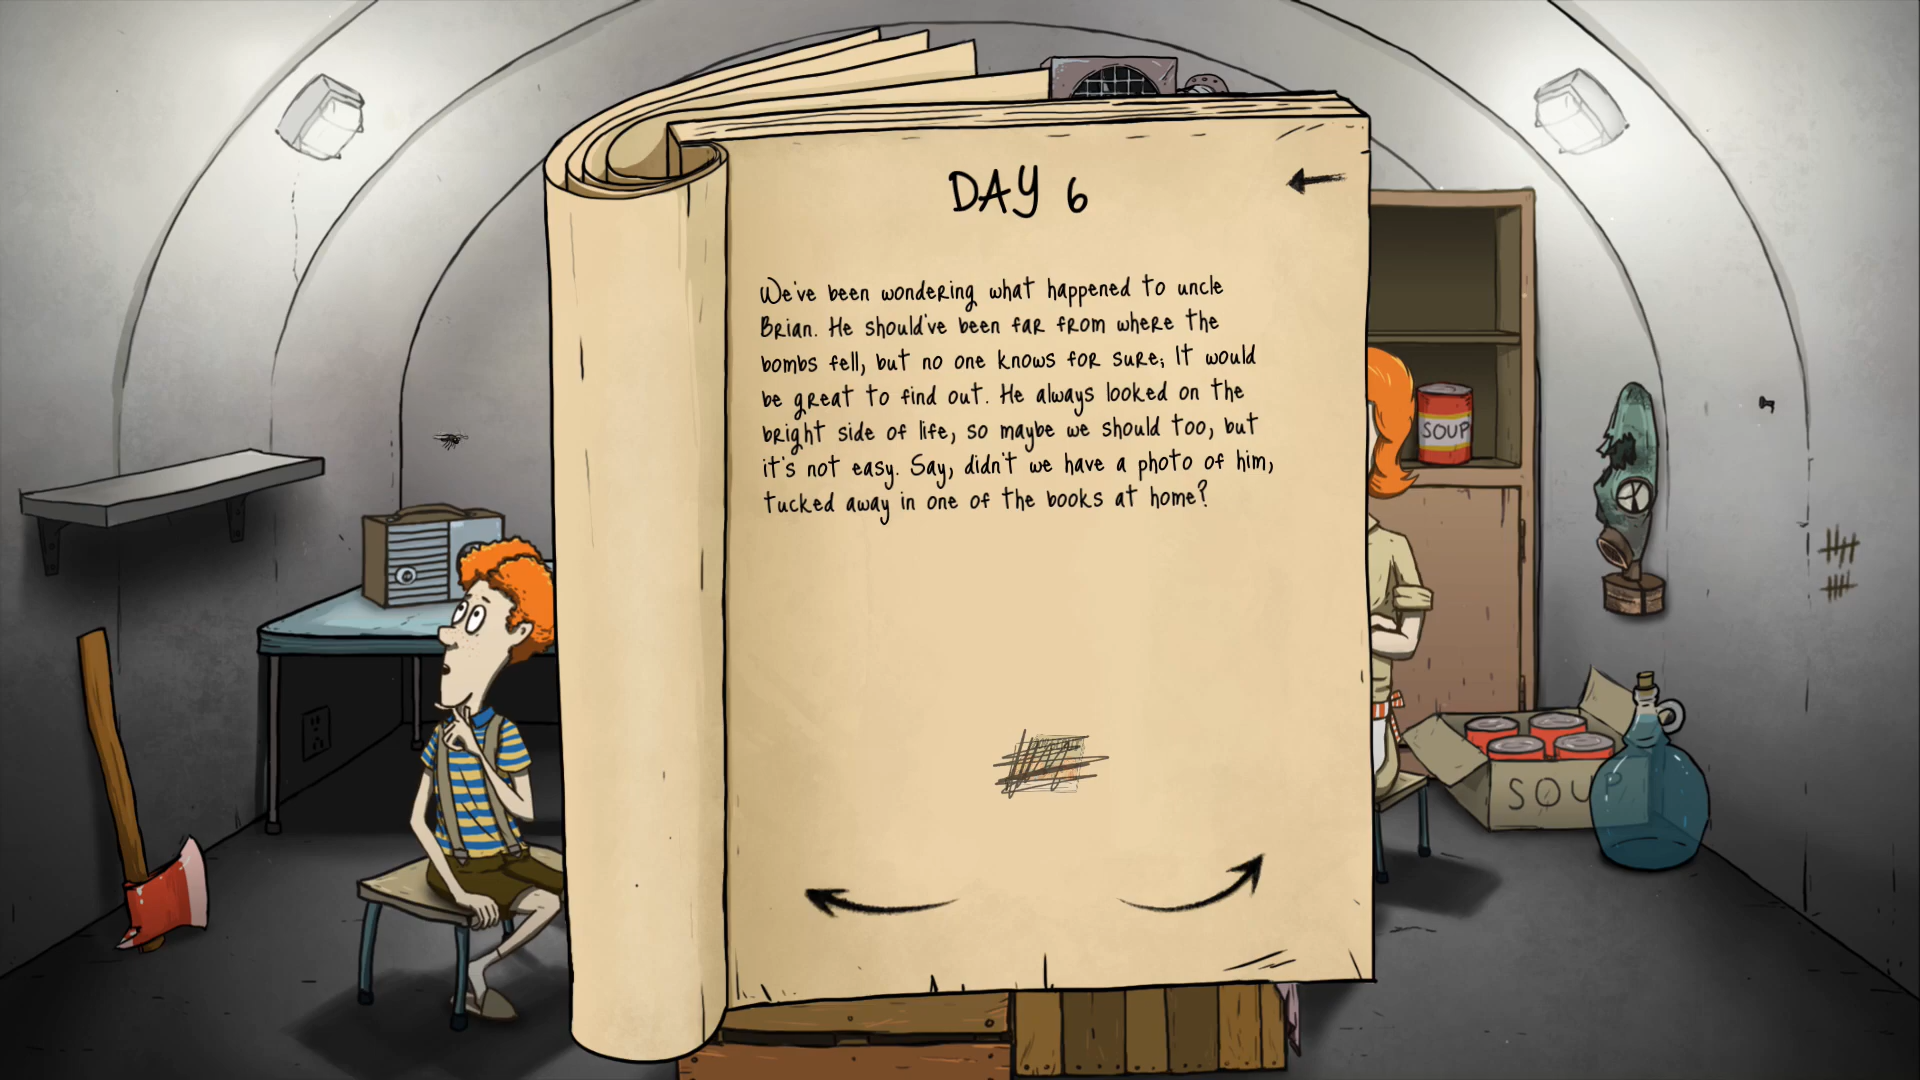 DAY 6
We've been wondering what happened to uncle
Brian. He should've been far from where the
bombs fell, but no one knows for sure; It would
be great to find out. He always looked on the
bright side of life, so maybe we should too, but
it's not easy. Say, didn't we have a photo of him,
tucked away in one of the books at home?
SOUP
SOUP